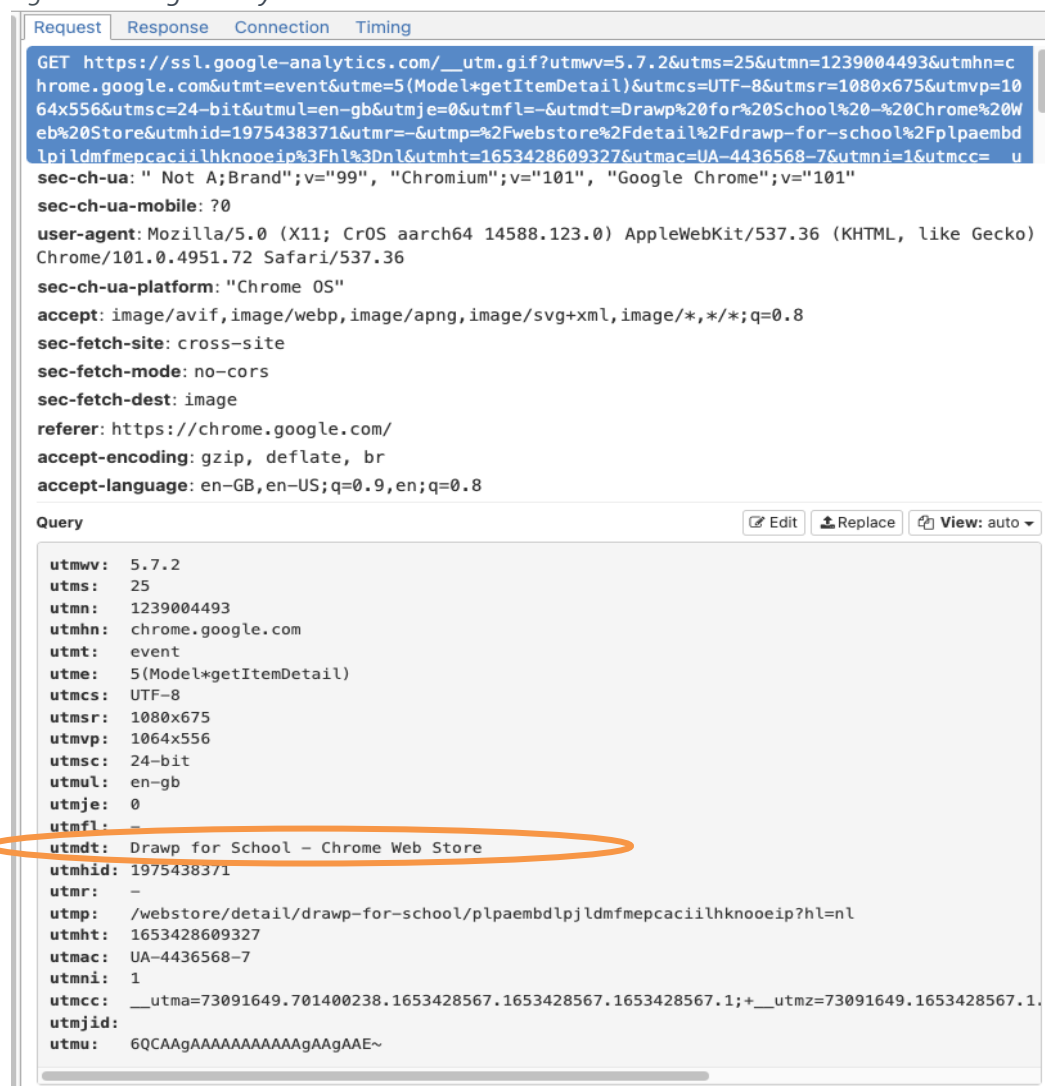 Request Response Connection Timing
GET https://ssl.google-analytics.com/__utm.gif?utmwv=5.7.2&utms=25&utmn=1239004493&utmhn=c
hrome.google.com&utmt=event&utme=5(Model*getItemDetail)&utmcs=UTF-8&utmsr=1080x675&utmvp=10
64x556&utmsc=24-bit&utmul=en-gb&utmje=0&utmfl=-&utmdt=Drawp%20for%20School%20-%20Chrome%20W
eb%20Store&utmhid=1975438371&utmr=-&utmp=%2Fwebstore%2Fdetail%2Fdrawp-for-school%2Fplpaembd
lpjldmfmepcaciilhknooeip%3Fhl%3Dnl&utmht=1653428609327&utmac=UA-4436568-7&utmni=1&utmcc=__u
sec-ch-ua: " Not A;Brand";v="99", "Chromium";v="101", "Google Chrome";v="101"
sec-ch-ua-mobile: ?0
user-agent: Mozilla/5.0 (X11; CrOS aarch64 14588.123.0) AppleWebKit/537.36 (KHTML, like Gecko)
Chrome/101.0.4951.72 Safari/537.36
sec-ch-ua-platform: "Chrome OS"
accept: image/avif,image/webp,image/apng,image/svg+xml,image/*,*/*;q=0.8
sec-fetch-site: cross-site
sec-fetch-mode: no-cors
sec-fetch-dest: image
referer: https://chrome.google.com/
accept-encoding: gzip, deflate, br
accept-language: en-GB,en-US;q=0.9,en;q=0.8
Query Edit Replace View: auto
utmwv: 5.7.2
utms: 25
utmn: 1239004493
utmhn: chrome.google.com
utmt: event
utme: 5(Model*getItemDetail)
utmcs: UTF-8
utmsr: 1080x675
utmvp: 1064x556
utmsc: 24-bit
utmul: en-gb
utmje: 0
utmfl: -
utmdt: Drawp for School - Chrome Web Store
utmhid: 1975438371
utmr: -
utmp: /webstore/detail/drawp-for-school/plpaembdlpjldmfmepcaciilhknooeip?hl=nl
utmht: 1653428609327
utmac: UA-4436568-7
utmni: 1
utmcc: __utma=73091649.701400238.1653428567.1653428567.1653428567.1;+__utmz=73091649.1653428567.1.
utmjid:
utmu: 6QCAAgAAAAAAAAAAAgAAgAAE~